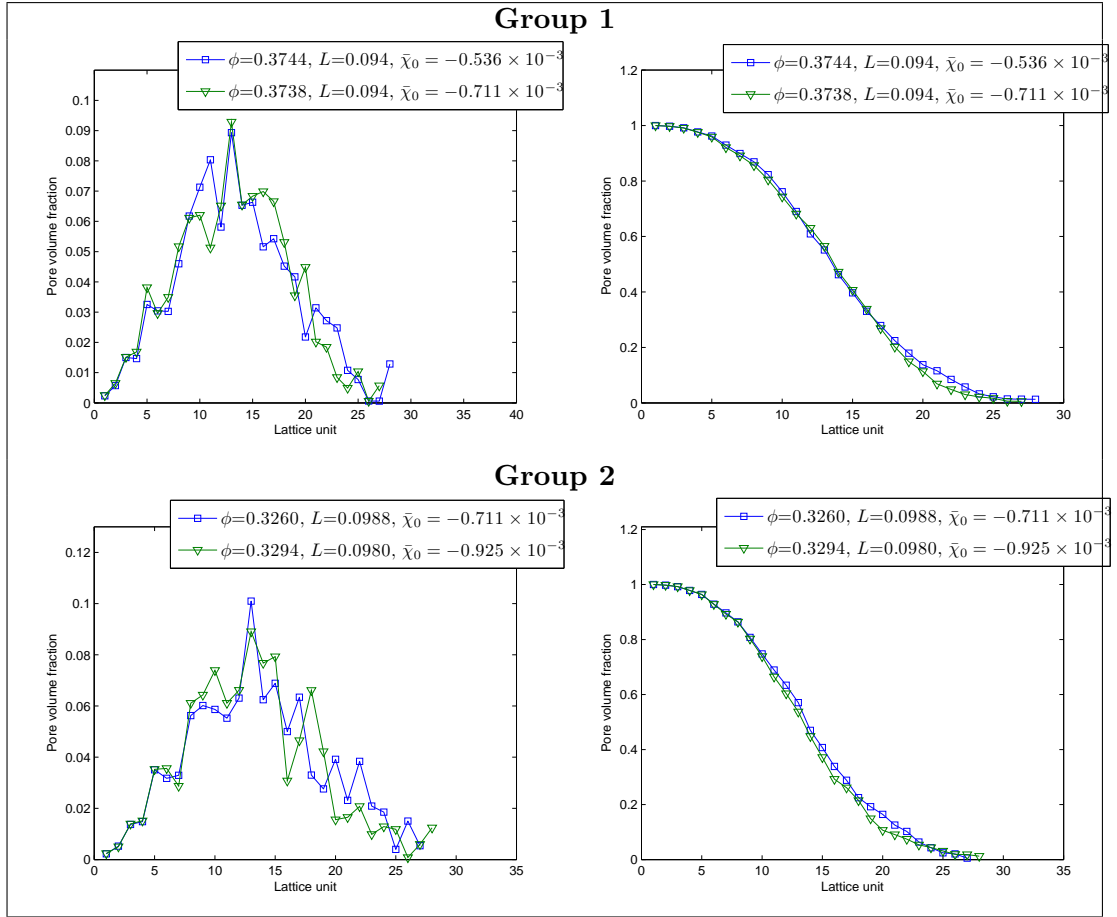 Group 1
ϕ=0.3744, L=0.094, χ̄₀ = −0.536 × 10⁻³
ϕ=0.3738, L=0.094, χ̄₀ = −0.711 × 10⁻³
0.1
0.09
0.08
0.07
0.06
0.05
0.04
0.03
0.02
0.01
0
Pore volume fraction
0 5 10 15 20 25 30 35 40
Lattice unit
ϕ=0.3744, L=0.094, χ̄₀ = −0.536 × 10⁻³
ϕ=0.3738, L=0.094, χ̄₀ = −0.711 × 10⁻³
1.2
1
0.8
0.6
0.4
0.2
0
Pore volume fraction
0 5 10 15 20 25 30
Lattice unit
Group 2
ϕ=0.3260, L=0.0988, χ̄₀ = −0.711 × 10⁻³
ϕ=0.3294, L=0.0980, χ̄₀ = −0.925 × 10⁻³
0.12
0.1
0.08
0.06
0.04
0.02
0
Pore volume fraction
0 5 10 15 20 25 30 35
Lattice unit
ϕ=0.3260, L=0.0988, χ̄₀ = −0.711 × 10⁻³
ϕ=0.3294, L=0.0980, χ̄₀ = −0.925 × 10⁻³
1.2
1
0.8
0.6
0.4
0.2
0
Pore volume fraction
0 5 10 15 20 25 30 35
Lattice unit